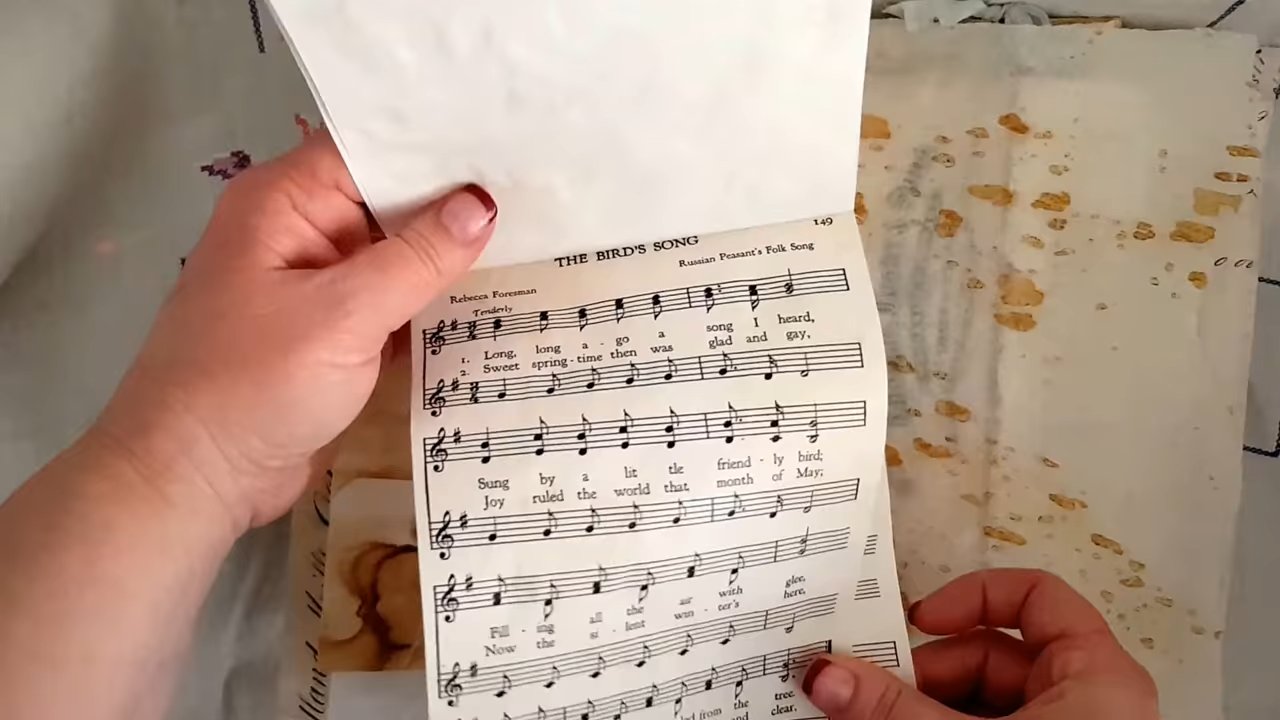 149
THE BIRD'S SONG
Russian Peasant's Folk Song
Rebecca Foresman
Tenderly
1. Long, long a - go a song I heard,
2. Sweet spring - time then was glad and gay,
Sung by a lit tle friend - ly bird;
Joy ruled the world that month of May;
Fill - ing all the air with glee,
Now the si - lent win - ter's here,
from the tree.
and clear,